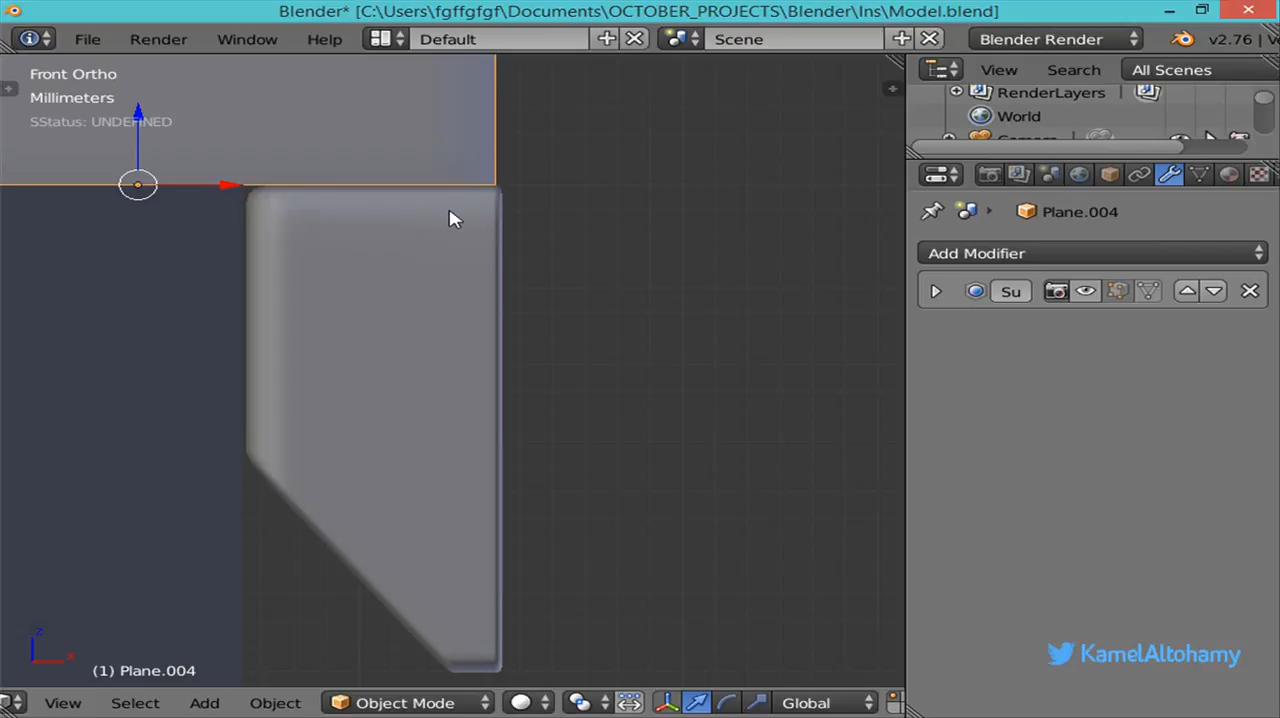 Blender* [C:\Users\fgffgfgf\Documents\OCTOBER_PROJECTS\Blender\Ins\Model.blend]
File Render Window Help Default Scene Blender Render v2.76
Front Ortho
Millimeters
SStatus: UNDEFINED
View Search All Scenes
RenderLayers
World
Camera
Plane.004
Add Modifier
Su
KamelAltohamy
(1) Plane.004
View Select Add Object Object Mode Global
z
x